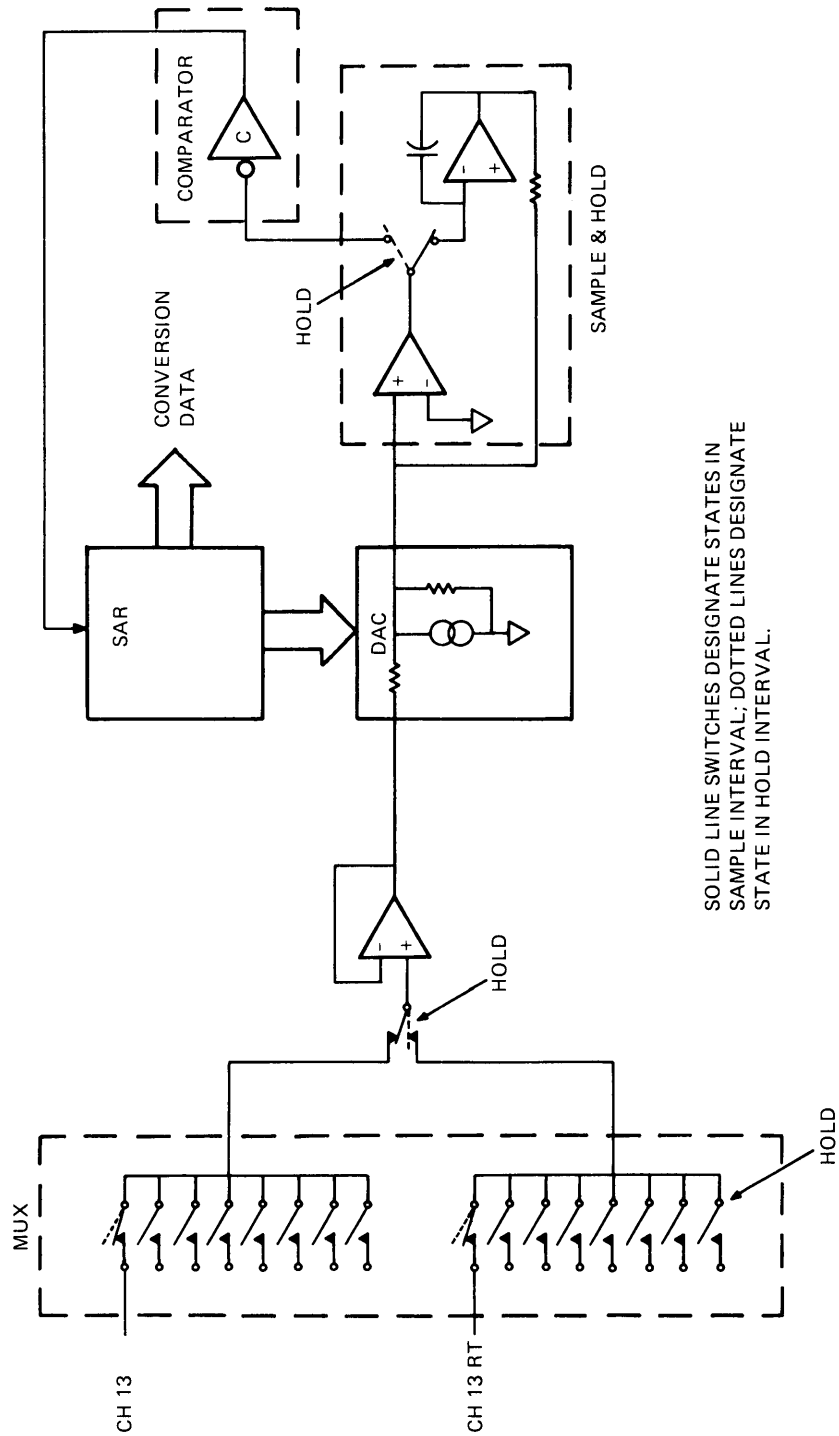 MUX
CH 13
CH 13 RT
HOLD
HOLD
SAR
DAC
CONVERSION
DATA
COMPARATOR
C
HOLD
SAMPLE & HOLD
-
+
+
-
-
+
SOLID LINE SWITCHES DESIGNATE STATES IN
SAMPLE INTERVAL; DOTTED LINES DESIGNATE
STATE IN HOLD INTERVAL.